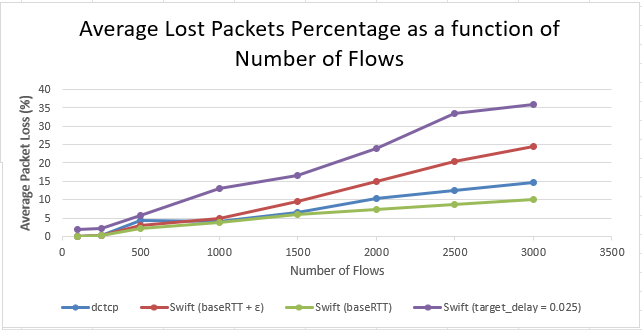 Average Lost Packets Percentage as a function of
Number of Flows
Average Packet Loss (%)
40
35
30
25
20
15
10
5
0
0 500 1000 1500 2000 2500 3000 3500
Number of Flows
dctcp Swift (baseRTT + ε) Swift (baseRTT) Swift (target_delay = 0.025)